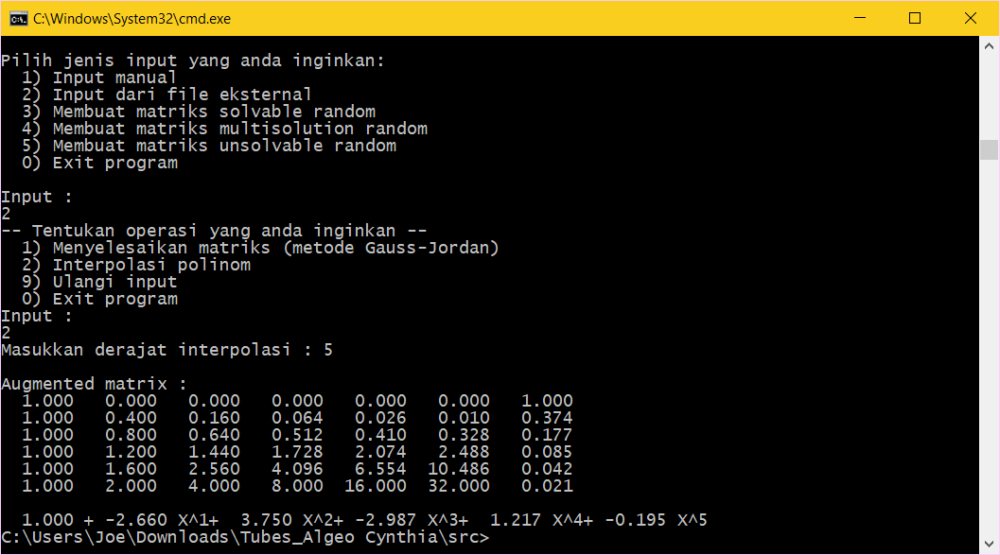 C:\Windows\System32\cmd.exe
Pilih jenis input yang anda inginkan:
  1) Input manual
  2) Input dari file eksternal
  3) Membuat matriks solvable random
  4) Membuat matriks multisolution random
  5) Membuat matriks unsolvable random
  0) Exit program
Input :
2
-- Tentukan operasi yang anda inginkan --
  1) Menyelesaikan matriks (metode Gauss-Jordan)
  2) Interpolasi polinom
  9) Ulangi input
  0) Exit program
Input :
2
Masukkan derajat interpolasi : 5
Augmented matrix :
  1.000   0.000   0.000   0.000   0.000   0.000   1.000
  1.000   0.400   0.160   0.064   0.026   0.010   0.374
  1.000   0.800   0.640   0.512   0.410   0.328   0.177
  1.000   1.200   1.440   1.728   2.074   2.488   0.085
  1.000   1.600   2.560   4.096   6.554  10.486   0.042
  1.000   2.000   4.000   8.000  16.000  32.000   0.021
  1.000 + -2.660 X^1+  3.750 X^2+ -2.987 X^3+  1.217 X^4+ -0.195 X^5
C:\Users\Joe\Downloads\Tubes_Algeo Cynthia\src>